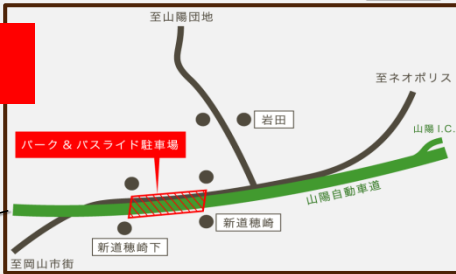 至山陽団地
至ネオポリス
岩田
山陽 I.C.
パーク & バスライド駐車場
山陽自動車道
新道穂崎
新道穂崎下
至岡山市街